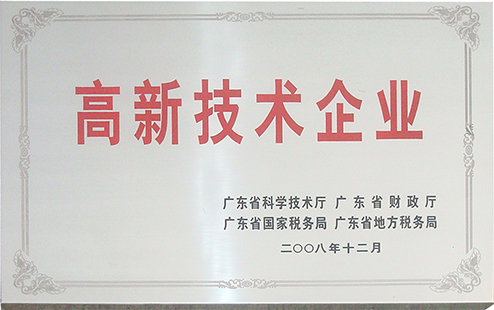 高新技术企业
广东省科学技术厅 广东省财政厅
广东省国家税务局 广东省地方税务局
二〇〇八年十二月